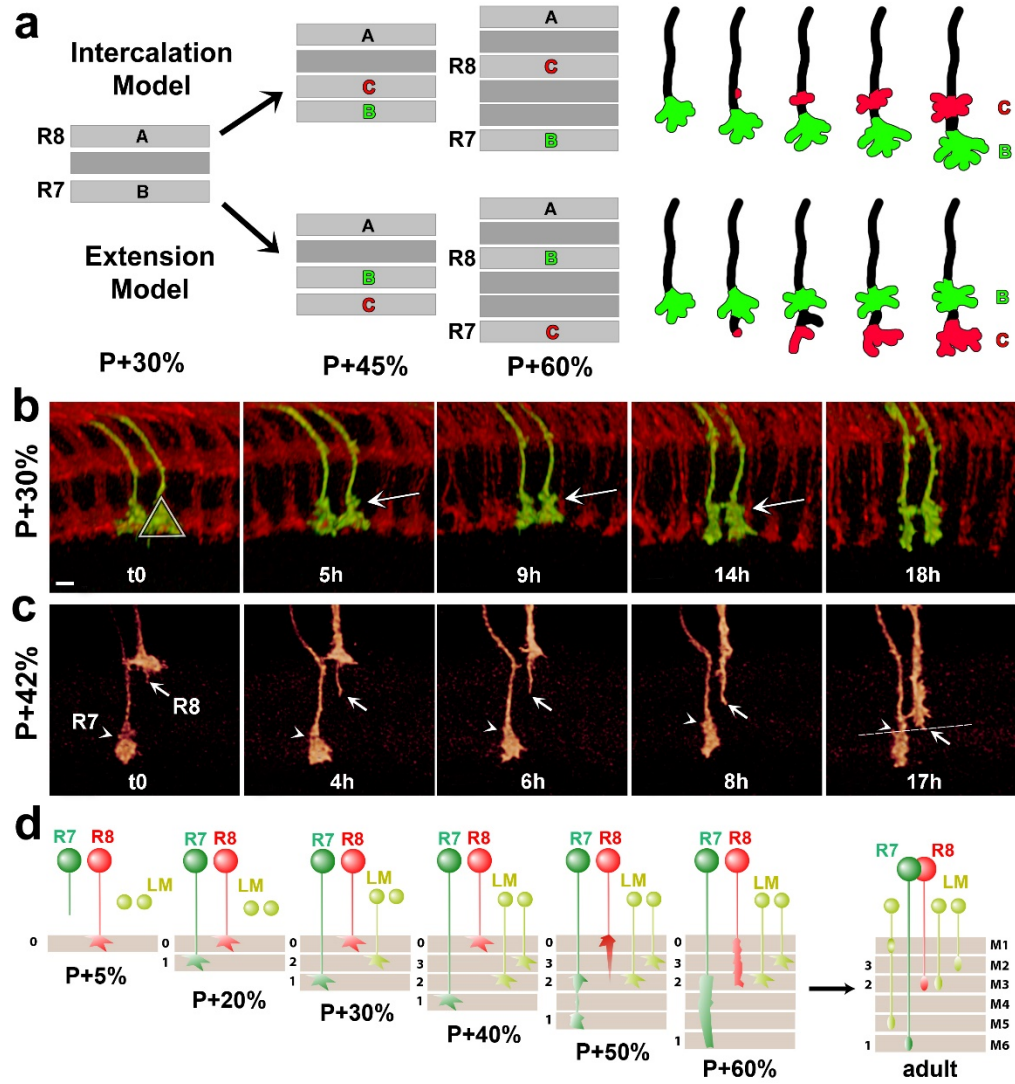 a
Intercalation
Model
R8 A
R7 B
Extension
Model
P+30%
A
C
B
A
B
C
P+45%
A
R8 C
R7 B
A
R8 B
R7 C
P+60%
C
B
B
C
b
P+30%
t0 5h 9h 14h 18h
c
P+42%
R7 R8
t0 4h 6h 8h 17h
d
R7 R8
LM
0
P+5%
R7 R8
LM
0
1
P+20%
R7 R8
LM
0
2
1
P+30%
R7 R8
LM
0
3
2
1
P+40%
R7 R8
LM
0
3
2
1
P+50%
R7 R8
LM
0
3
2
1
P+60%
R7 R8
LM
M1
3 M2
2 M3
M4
M5
1 M6
adult